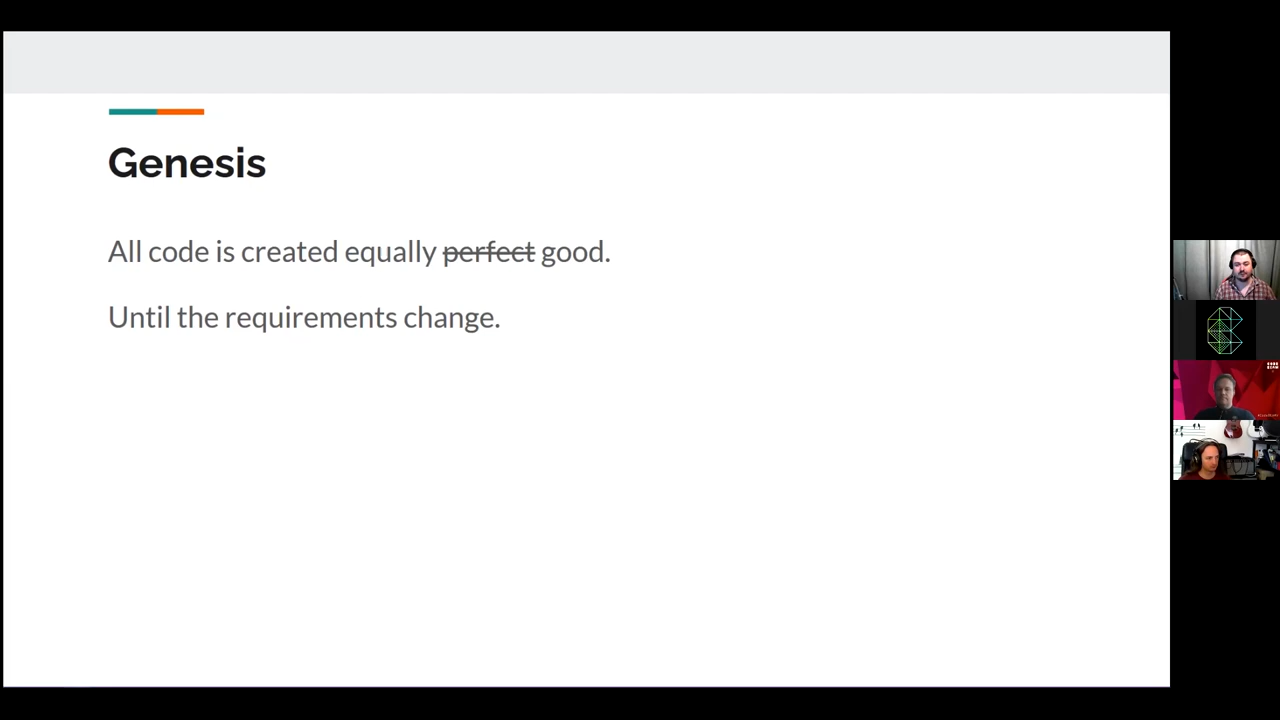 Genesis
All code is created equally perfect good.
Until the requirements change.